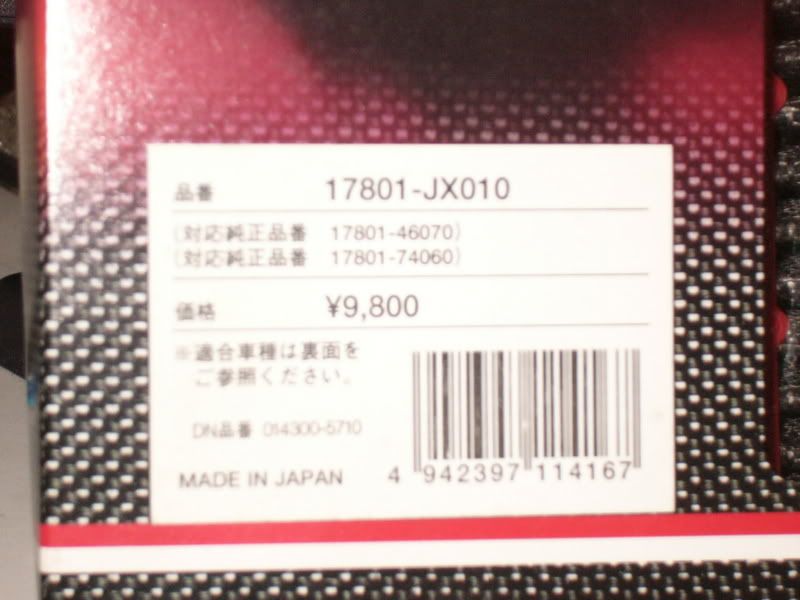 品番 17801-JX010
(対応純正品番 17801-46070)
(対応純正品番 17801-74060)
価格 ¥9,800
※適合車種は裏面を
ご参照ください。
DN品番 014300-5710
MADE IN JAPAN
4 942397 114167